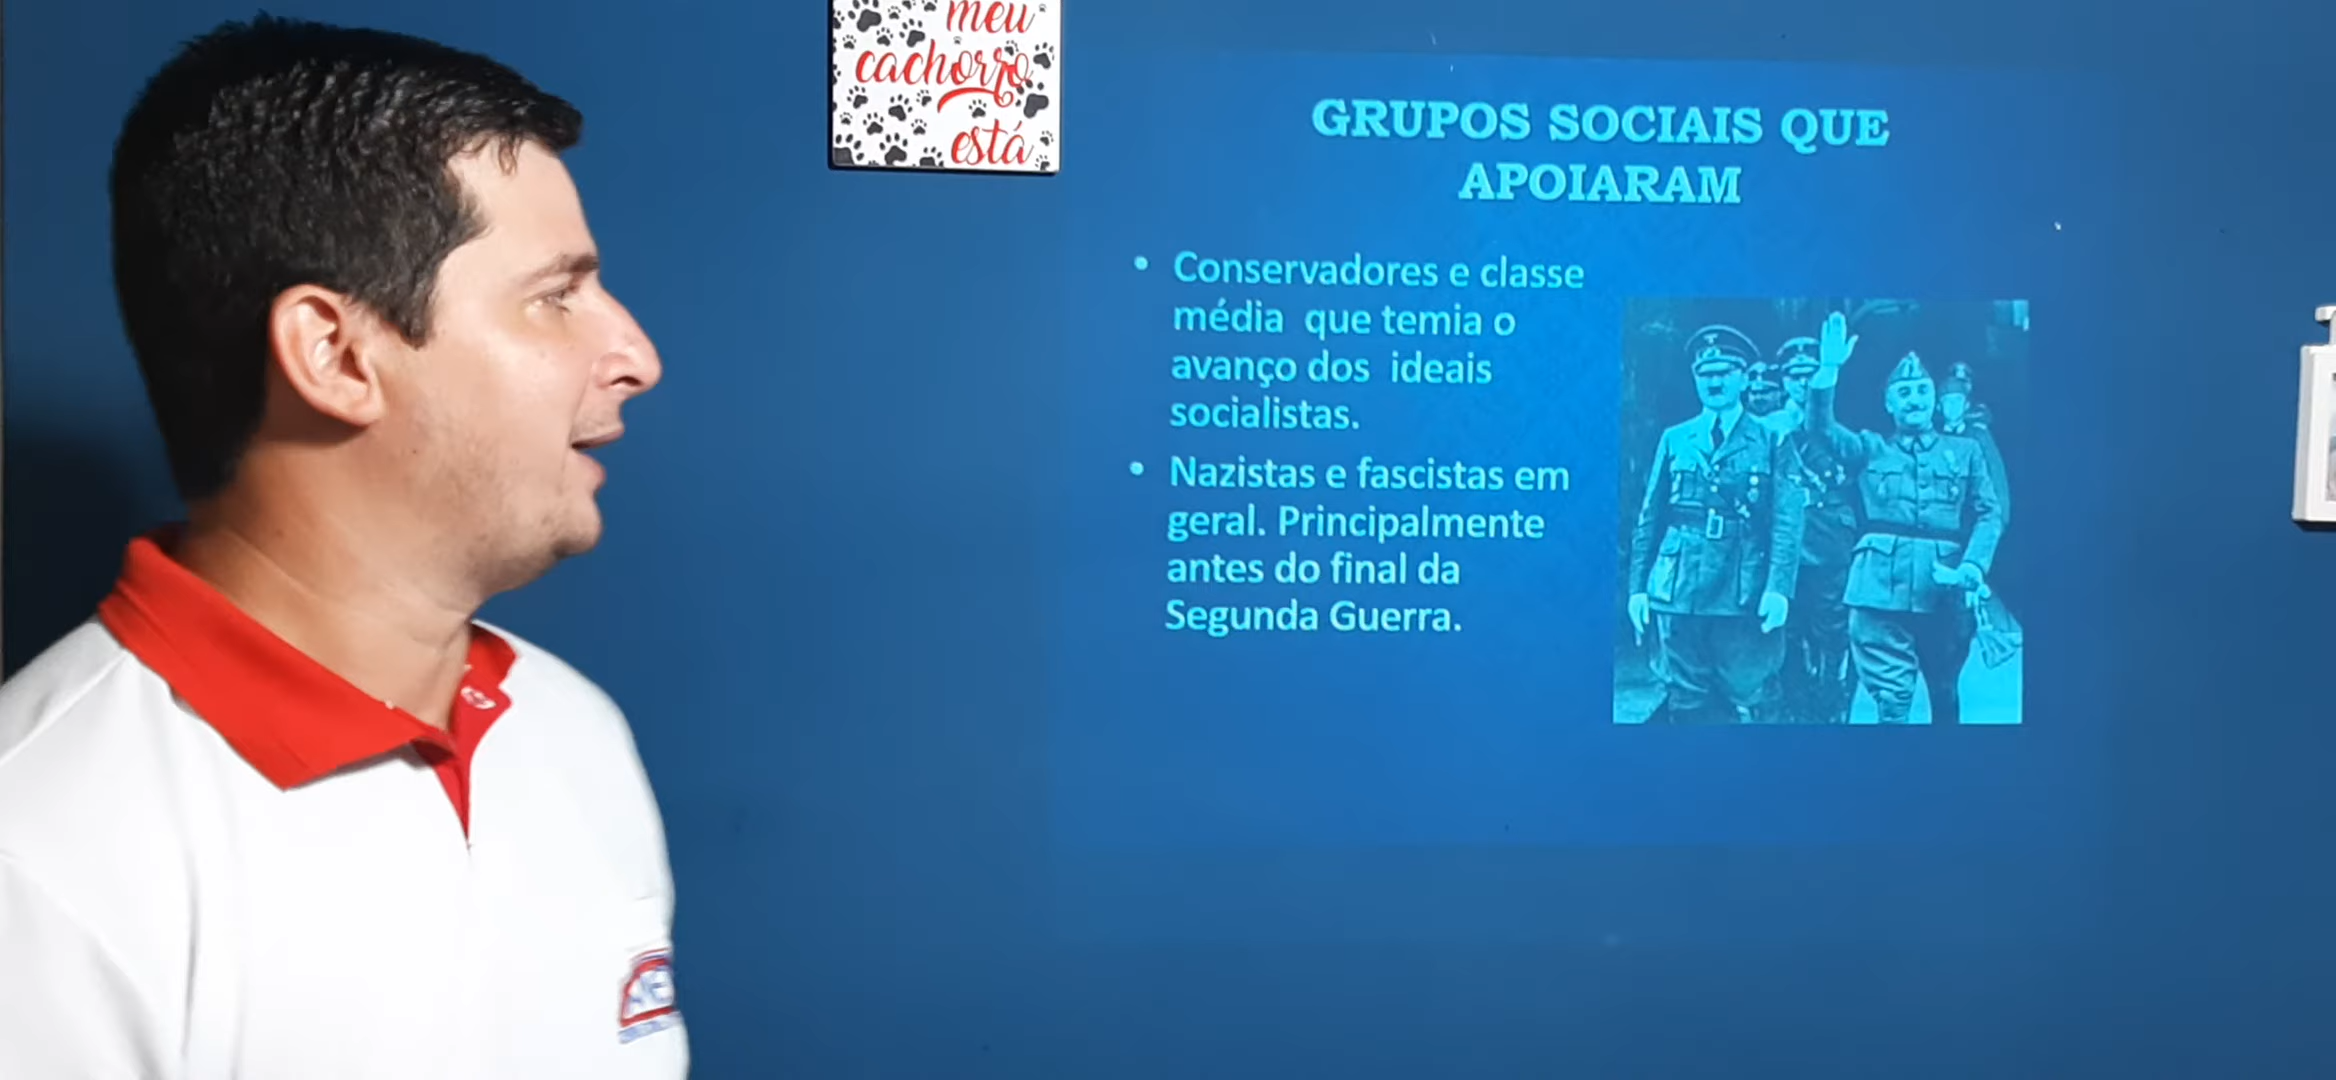 meu
cachorro
está
GRUPOS SOCIAIS QUE
APOIARAM
• Conservadores e classe
média que temia o
avanço dos ideais
socialistas.
• Nazistas e fascistas em
geral. Principalmente
antes do final da
Segunda Guerra.